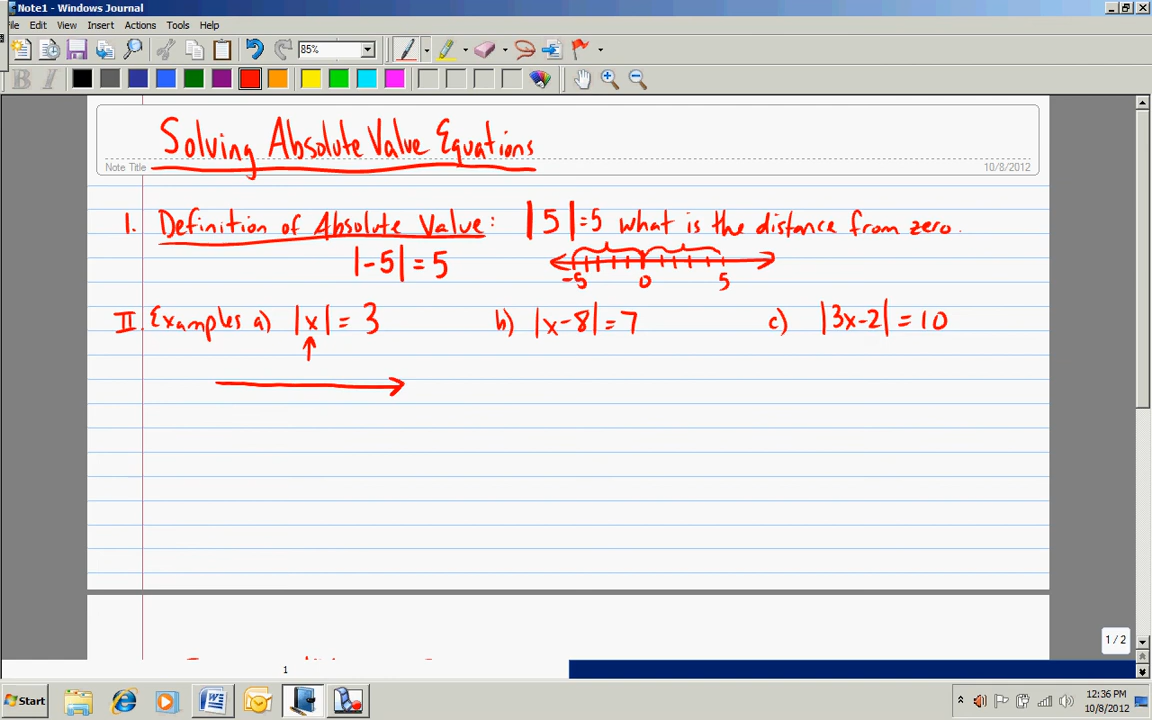 Note1 - Windows Journal
File Edit View Insert Actions Tools Help
85%
B I
Solving Absolute Value Equations
Note Title
10/8/2012
1. Definition of Absolute Value: |5|=5 what is the distance from zero.
|-5| = 5
-5 0 5
II. Examples a) |x| = 3 b) |x-8| = 7 c) |3x-2| = 10
1 / 2
1
Start
12:36 PM
10/8/2012